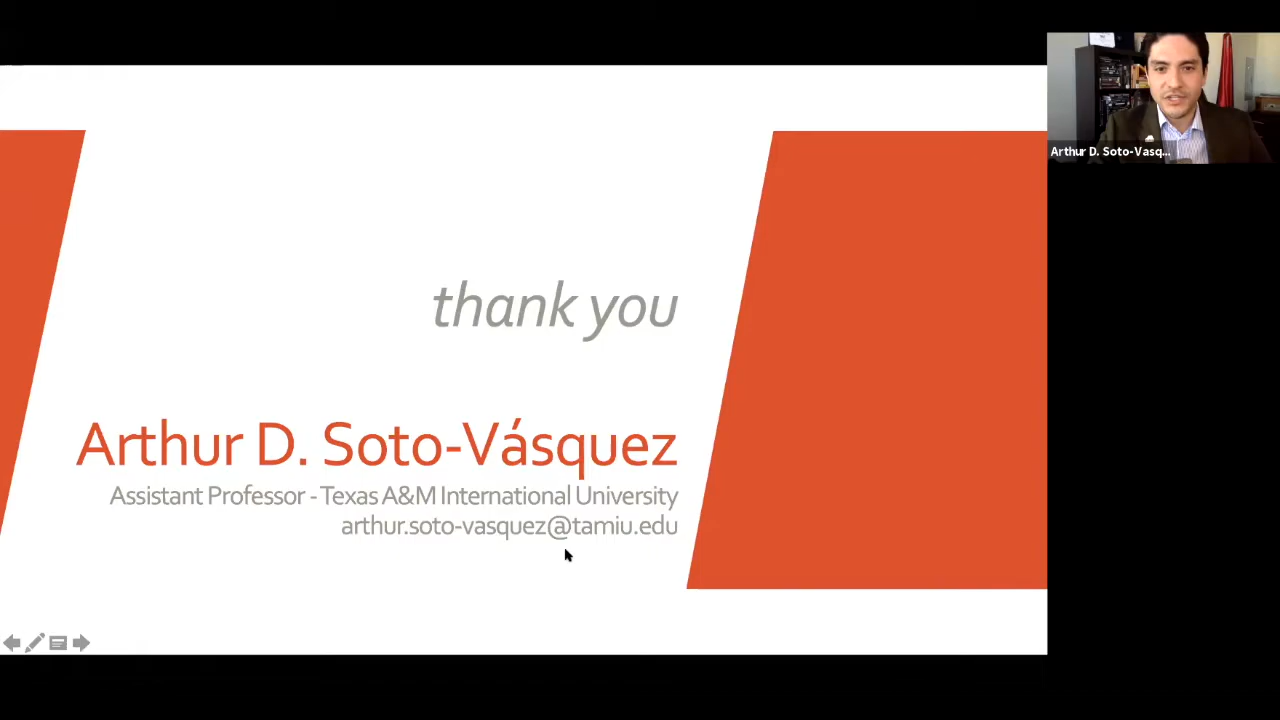 Arthur D. Soto-Vasq...
thank you
Arthur D. Soto-Vásquez
Assistant Professor - Texas A&M International University
arthur.soto-vasquez@tamiu.edu